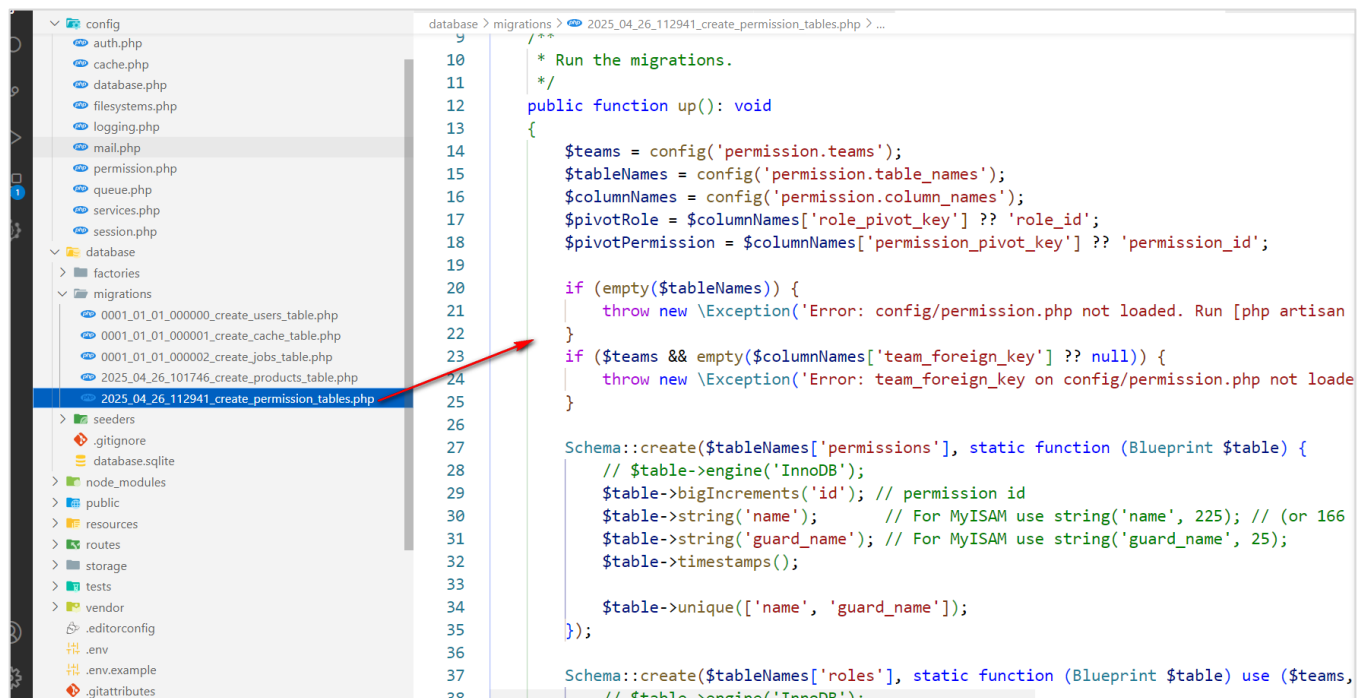 config
auth.php
cache.php
database.php
filesystems.php
logging.php
mail.php
permission.php
queue.php
services.php
session.php
database
factories
migrations
0001_01_01_000000_create_users_table.php
0001_01_01_000001_create_cache_table.php
0001_01_01_000002_create_jobs_table.php
2025_04_26_101746_create_products_table.php
2025_04_26_112941_create_permission_tables.php
seeders
.gitignore
database.sqlite
node_modules
public
resources
routes
storage
tests
vendor
.editorconfig
.env
.env.example
.gitattributes
1
database > migrations > 2025_04_26_112941_create_permission_tables.php > ...
9 /**
10 * Run the migrations.
11 */
12 public function up(): void
13 {
14 $teams = config('permission.teams');
15 $tableNames = config('permission.table_names');
16 $columnNames = config('permission.column_names');
17 $pivotRole = $columnNames['role_pivot_key'] ?? 'role_id';
18 $pivotPermission = $columnNames['permission_pivot_key'] ?? 'permission_id';
19
20 if (empty($tableNames)) {
21 throw new \Exception('Error: config/permission.php not loaded. Run [php artisan
22 }
23 if ($teams && empty($columnNames['team_foreign_key'] ?? null)) {
24 throw new \Exception('Error: team_foreign_key on config/permission.php not loade
25 }
26
27 Schema::create($tableNames['permissions'], static function (Blueprint $table) {
28 // $table->engine('InnoDB');
29 $table->bigIncrements('id'); // permission id
30 $table->string('name'); // For MyISAM use string('name', 225); // (or 166
31 $table->string('guard_name'); // For MyISAM use string('guard_name', 25);
32 $table->timestamps();
33
34 $table->unique(['name', 'guard_name']);
35 });
36
37 Schema::create($tableNames['roles'], static function (Blueprint $table) use ($teams,
38 // $table->engine('InnoDB');